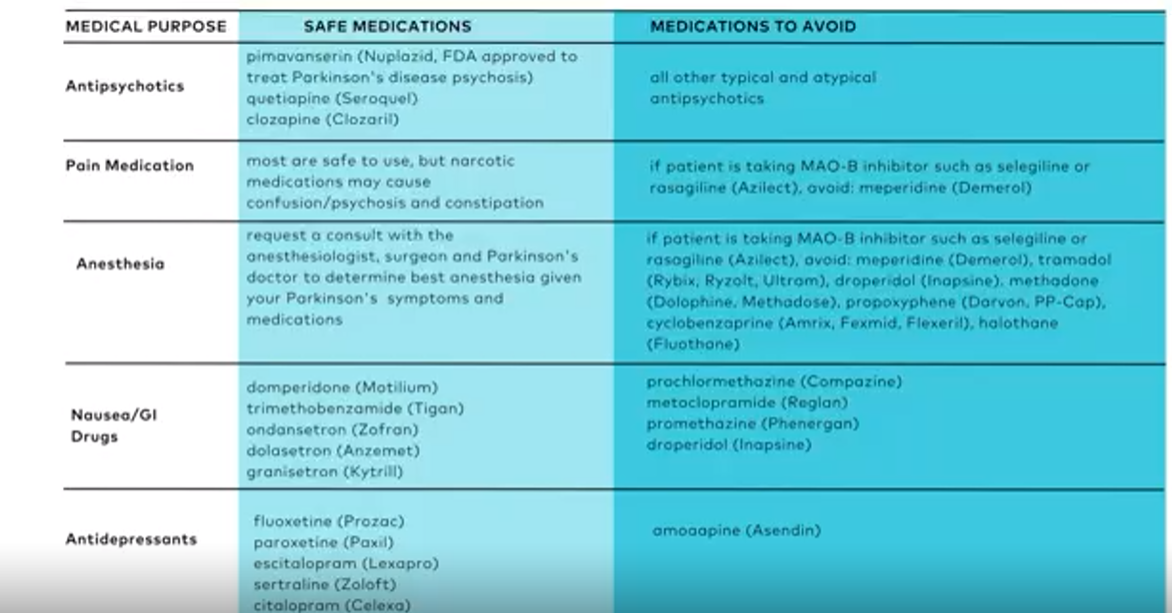 MEDICAL PURPOSE SAFE MEDICATIONS MEDICATIONS TO AVOID
Antipsychotics
pimavanserin (Nuplazid, FDA approved to
treat Parkinson's disease psychosis)
quetiapine (Seroquel)
clozapine (Clozaril)
all other typical and atypical
antipsychotics
Pain Medication
most are safe to use, but narcotic
medications may cause
confusion/psychosis and constipation
if patient is taking MAO-B inhibitor such as selegiline or
rasagiline (Azilect), avoid: meperidine (Demerol)
Anesthesia
request a consult with the
anesthesiologist, surgeon and Parkinson's
doctor to determine best anesthesia given
your Parkinson's symptoms and
medications
if patient is taking MAO-B inhibitor such as selegiline or
rasagiline (Azilect), avoid: meperidine (Demerol), tramadol
(Rybix, Ryzolt, Ultram), droperidol (Inapsine), methadone
(Dolophine, Methadose), propoxyphene (Darvon, PP-Cap),
cyclobenzaprine (Amrix, Fexmid, Flexeril), halothane
(Fluothane)
Nausea/GI
Drugs
domperidone (Motilium)
trimethobenzamide (Tigan)
ondansetron (Zofran)
dolasetron (Anzemet)
granisetron (Kytrill)
prochlormethazine (Compazine)
metoclopramide (Reglan)
promethazine (Phenergan)
droperidol (Inapsine)
Antidepressants
fluoxetine (Prozac)
paroxetine (Paxil)
escitalopram (Lexapro)
sertraline (Zoloft)
citalopram (Celexa)
amoaapine (Asendin)